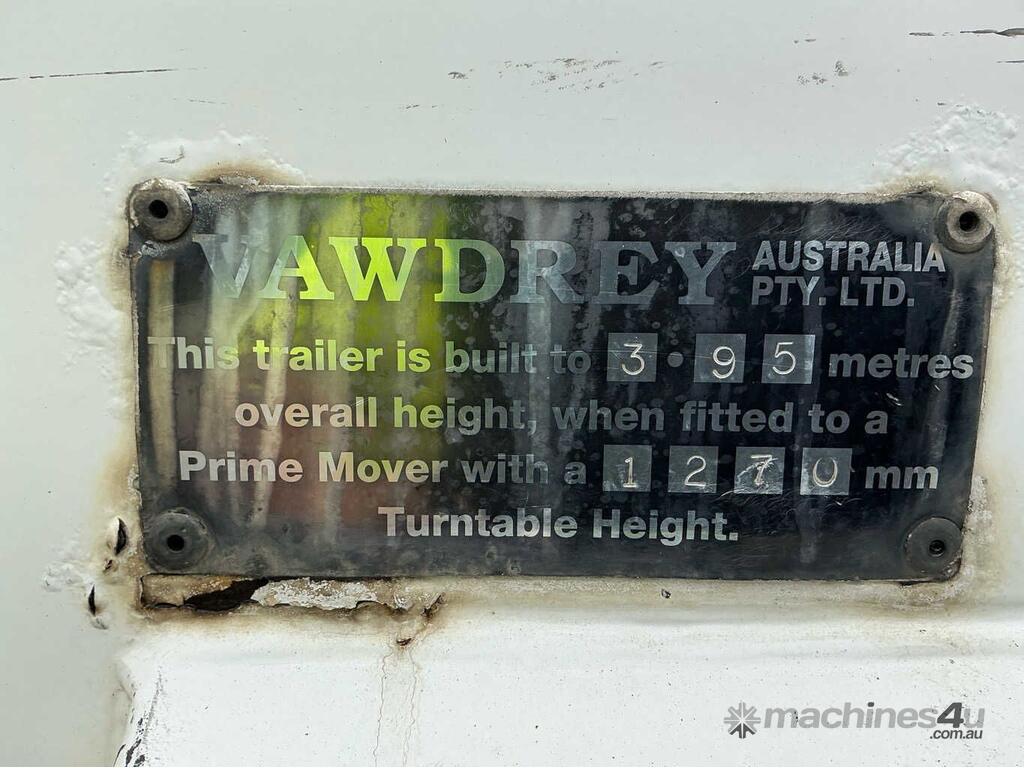 VAWDREY AUSTRALIA PTY. LTD.
This trailer is built to 3.95 metres
overall height, when fitted to a
Prime Mover with a 1270 mm
Turntable Height.
machines4u
.com.au